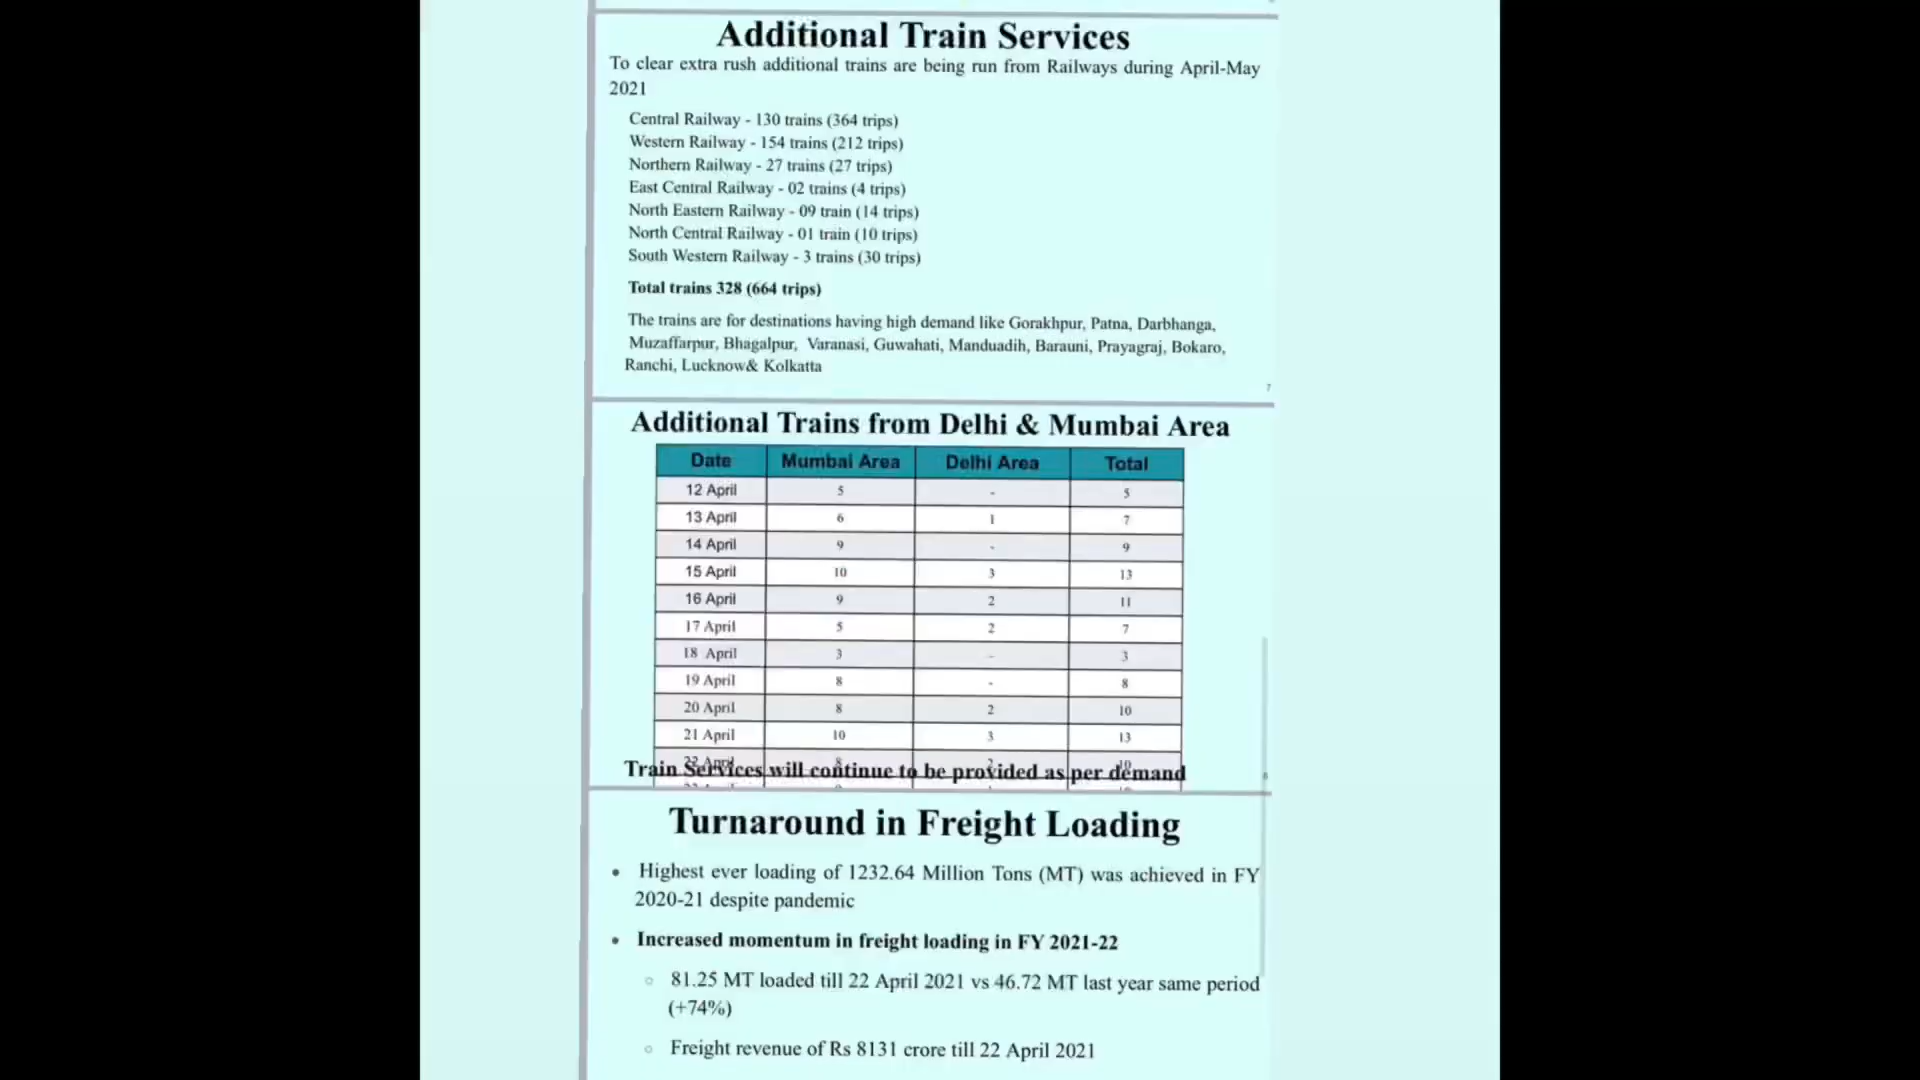 Additional Train Services
To clear extra rush additional trains are being run from Railways during April-May
2021
Central Railway - 130 trains (364 trips)
Western Railway - 154 trains (212 trips)
Northern Railway - 27 trains (27 trips)
East Central Railway - 02 trains (4 trips)
North Eastern Railway - 09 train (14 trips)
North Central Railway - 01 train (10 trips)
South Western Railway - 3 trains (30 trips)
Total trains 328 (664 trips)
The trains are for destinations having high demand like Gorakhpur, Patna, Darbhanga,
Muzaffarpur, Bhagalpur, Varanasi, Guwahati, Manduadih, Barauni, Prayagraj, Bokaro,
Ranchi, Lucknow& Kolkatta
7
Additional Trains from Delhi & Mumbai Area
Date Mumbai Area Delhi Area Total
12 April 5 - 5
13 April 6 1 7
14 April 9 - 9
15 April 10 3 13
16 April 9 2 11
17 April 5 2 7
18 April 3 - 3
19 April 8 - 8
20 April 8 2 10
21 April 10 3 13
22 April 8 2 10
Train Services will continue to be provided as per demand
Turnaround in Freight Loading
• Highest ever loading of 1232.64 Million Tons (MT) was achieved in FY
2020-21 despite pandemic
• Increased momentum in freight loading in FY 2021-22
○ 81.25 MT loaded till 22 April 2021 vs 46.72 MT last year same period
(+74%)
○ Freight revenue of Rs 8131 crore till 22 April 2021